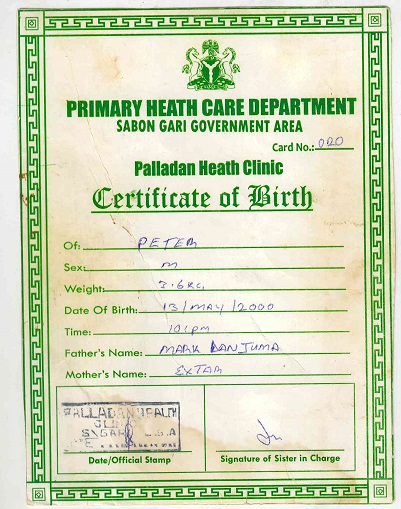 PRIMARY HEATH CARE DEPARTMENT
SABON GARI GOVERNMENT AREA
Card No.: 020
Palladan Heath Clinic
Certificate of Birth
Of: PETER
Sex: M
Weight: 3.6KG
Date Of Birth: 13/MAY/2000
Time: 10:1pm
Father's Name: MARK DANJUMA
Mother's Name: EXTAR
PALLADAN HEALTH
Date/Official Stamp
Signature of Sister in Charge